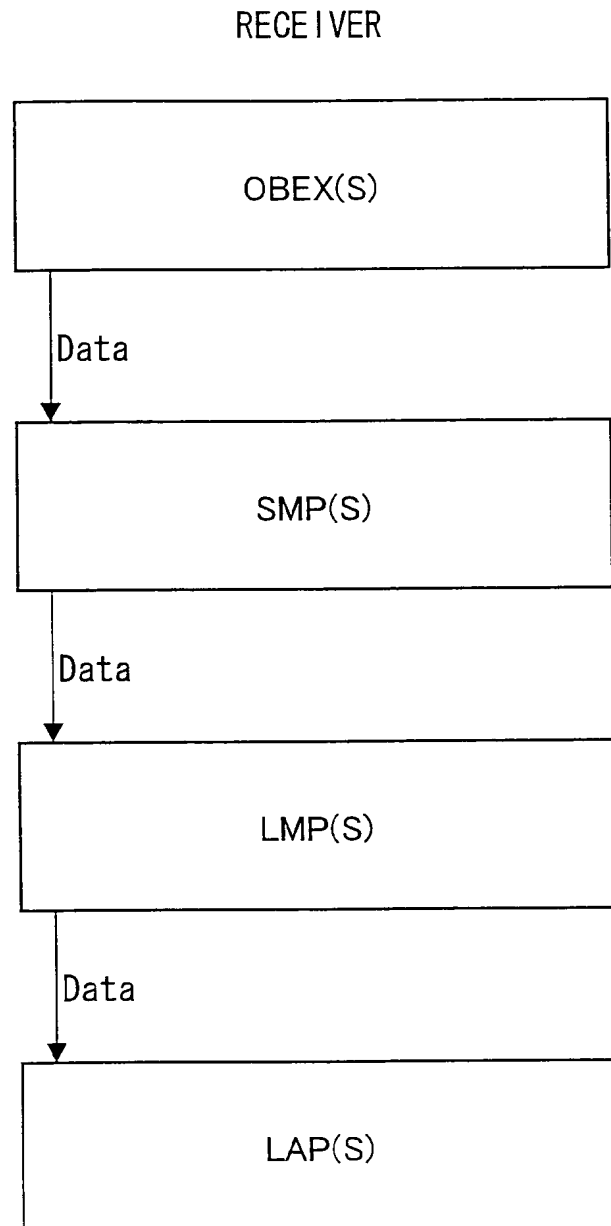 RECEIVER
OBEX(S)
Data
SMP(S)
Data
LMP(S)
Data
LAP(S)